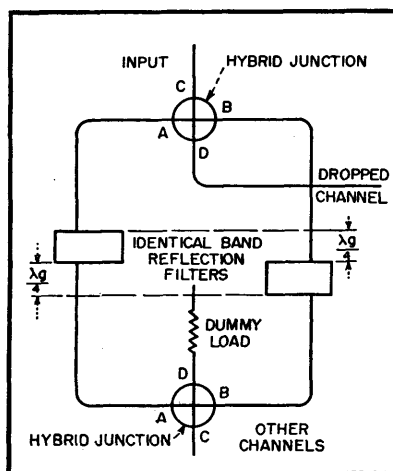 INPUT
HYBRID JUNCTION
C
A
B
D
DROPPED
CHANNEL
IDENTICAL BAND
REFLECTION
FILTERS
λg
4
λg
4
DUMMY
LOAD
D
A
B
C
HYBRID JUNCTION
OTHER
CHANNELS